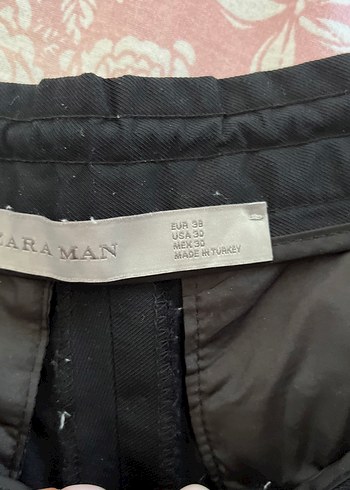 ZARA MAN
EUR 38
USA 30
MEX 30
MADE IN TURKEY